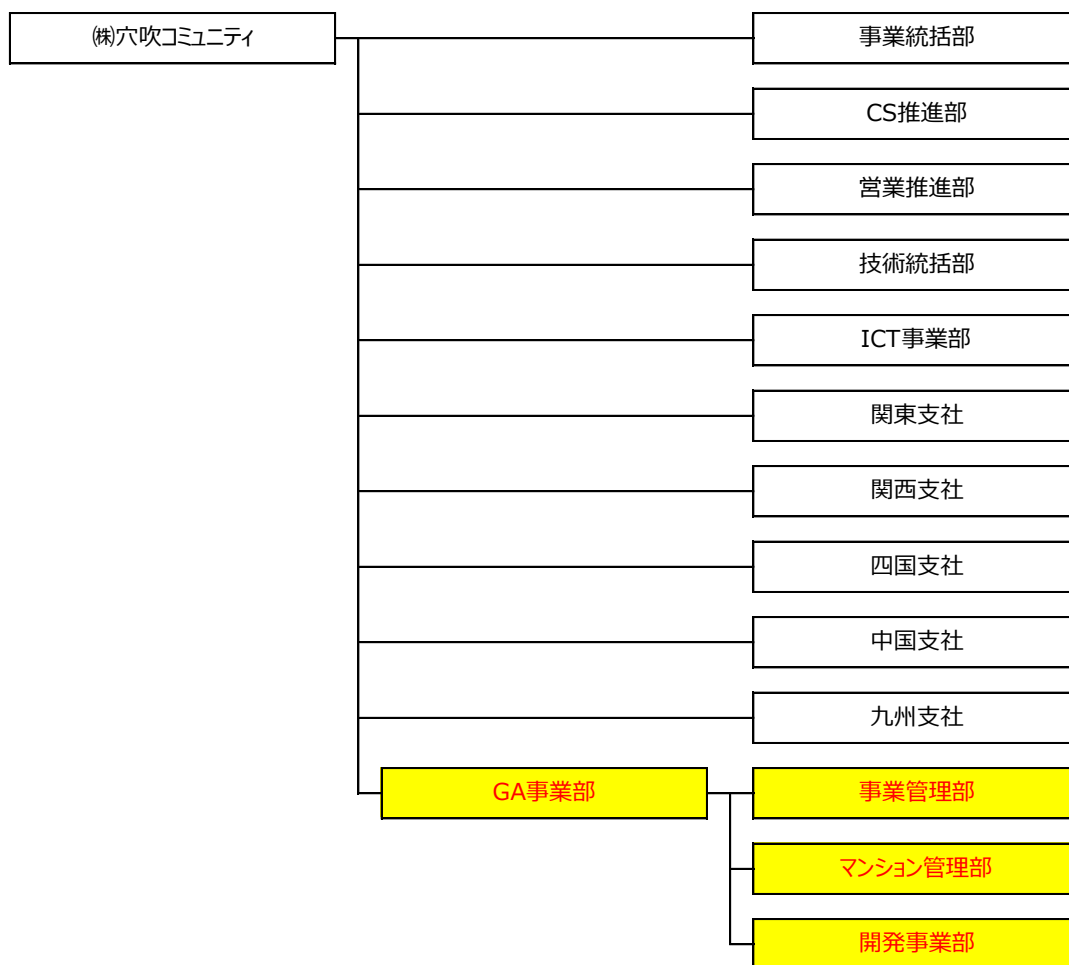 ㈱穴吹コミュニティ
事業統括部
CS推進部
営業推進部
技術統括部
ICT事業部
関東支社
関西支社
四国支社
中国支社
九州支社
GA事業部
事業管理部
マンション管理部
開発事業部